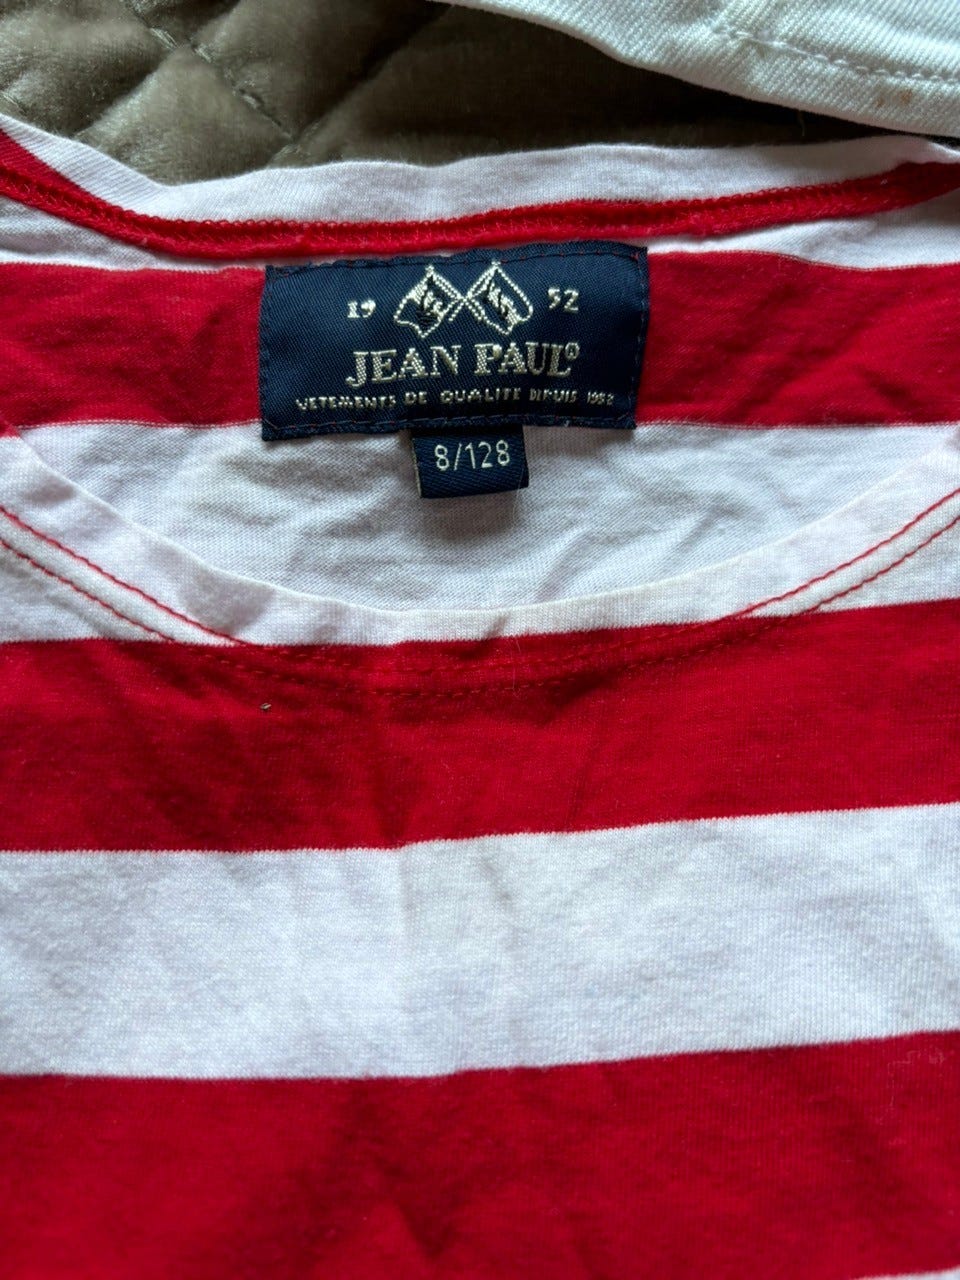 19 52
JEAN PAUL®
VETEMENTS DE QUALITE DEPUIS 1952
8/128